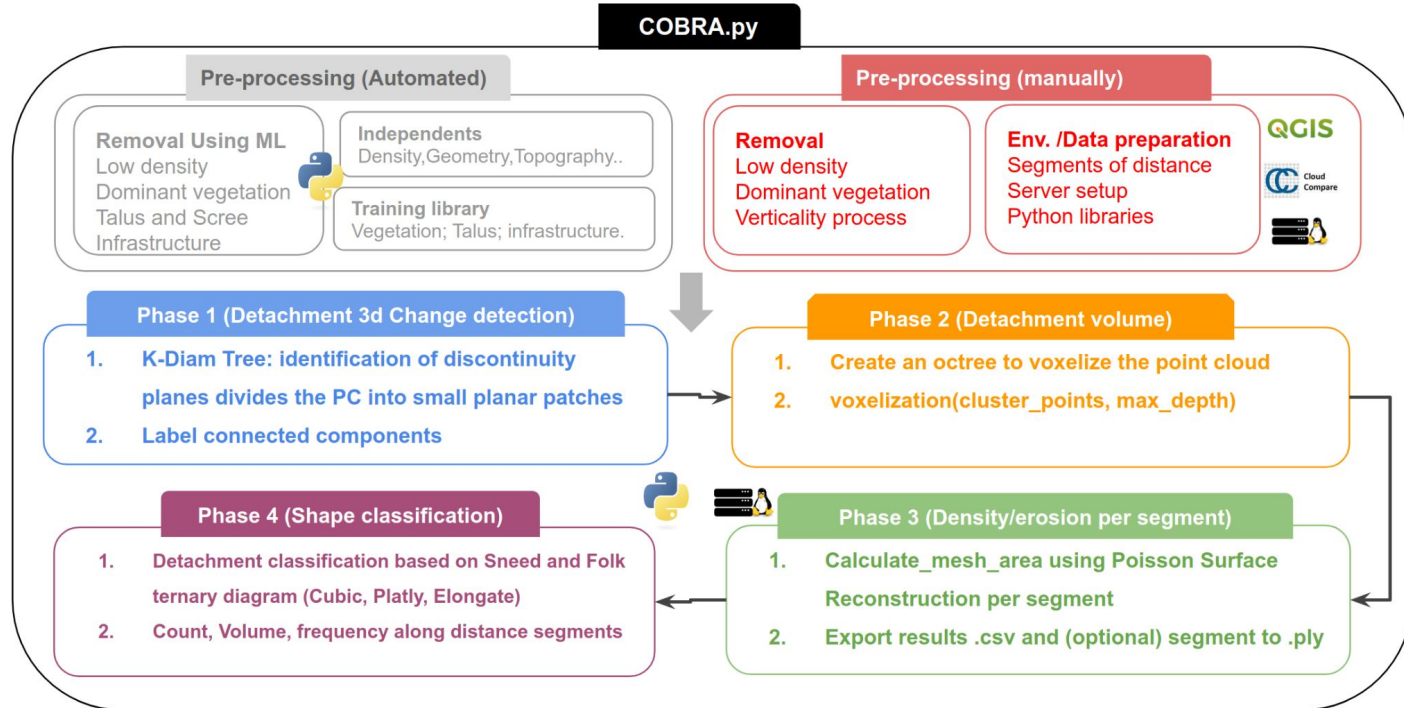 COBRA.py
Pre-processing (Automated)
Removal Using ML
Low density
Dominant vegetation
Talus and Scree
Infrastructure
Independents
Density,Geometry,Topography..
Training library
Vegetation; Talus; infrastructure.
Pre-processing (manually)
Removal
Low density
Dominant vegetation
Verticality process
Env. /Data preparation
Segments of distance
Server setup
Python libraries
QGIS
CC
Cloud
Compare
Phase 1 (Detachment 3d Change detection)
1. K-Diam Tree: identification of discontinuity
planes divides the PC into small planar patches
2. Label connected components
Phase 2 (Detachment volume)
1. Create an octree to voxelize the point cloud
2. voxelization(cluster_points, max_depth)
Phase 4 (Shape classification)
1. Detachment classification based on Sneed and Folk
ternary diagram (Cubic, Platly, Elongate)
2. Count, Volume, frequency along distance segments
Phase 3 (Density/erosion per segment)
1. Calculate_mesh_area using Poisson Surface
Reconstruction per segment
2. Export results .csv and (optional) segment to .ply